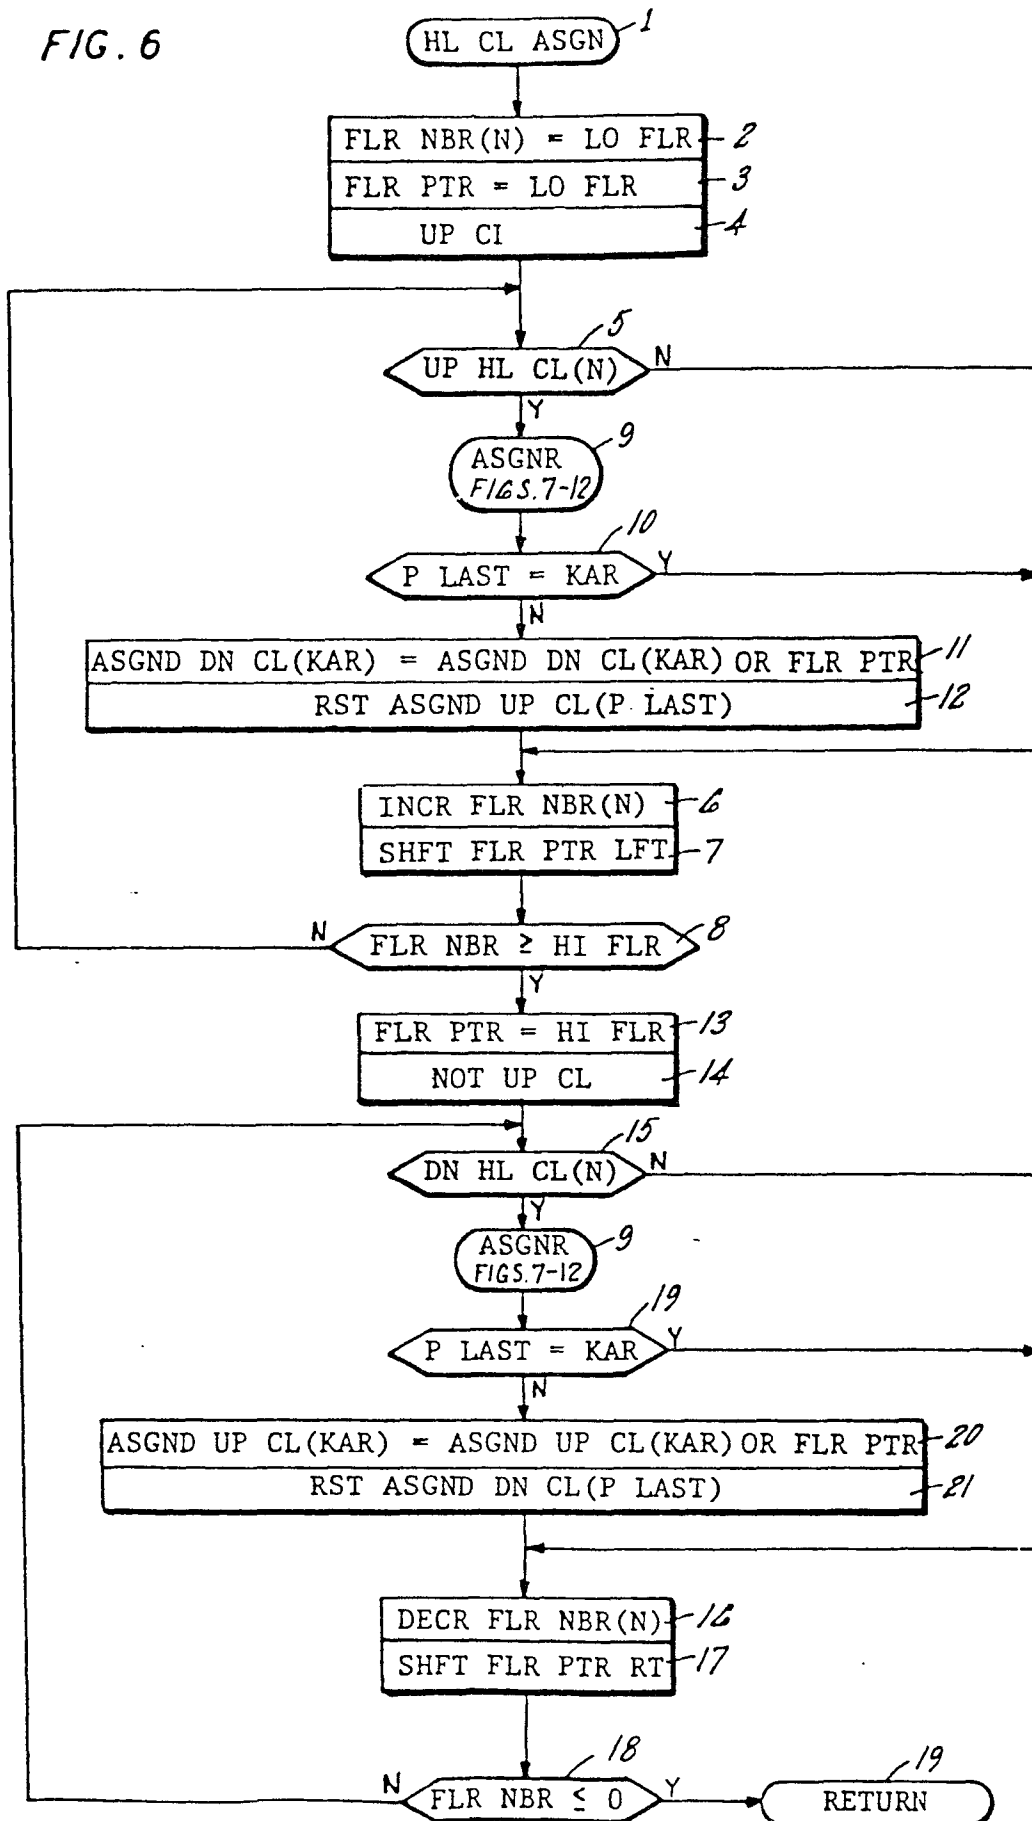 FIG. 6
HL CL ASGN 1
FLR NBR(N) = LO FLR 2
FLR PTR = LO FLR 3
UP CI 4
5
UP HL CL(N) N
Y
ASGNR 9
FIGS. 7-12
10
P LAST = KAR Y
N
ASGND DN CL(KAR) = ASGND DN CL(KAR) OR FLR PTR 11
RST ASGND UP CL(P LAST) 12
INCR FLR NBR(N) 6
SHFT FLR PTR LFT 7
N FLR NBR ≥ HI FLR 8
Y
FLR PTR = HI FLR 13
NOT UP CL 14
15
DN HL CL(N) N
Y
ASGNR 9
FIGS. 7-12
19
P LAST = KAR Y
N
ASGND UP CL(KAR) = ASGND UP CL(KAR) OR FLR PTR 20
RST ASGND DN CL(P LAST) 21
DECR FLR NBR(N) 16
SHFT FLR PTR RT 17
18 19
N FLR NBR ≤ 0 Y RETURN